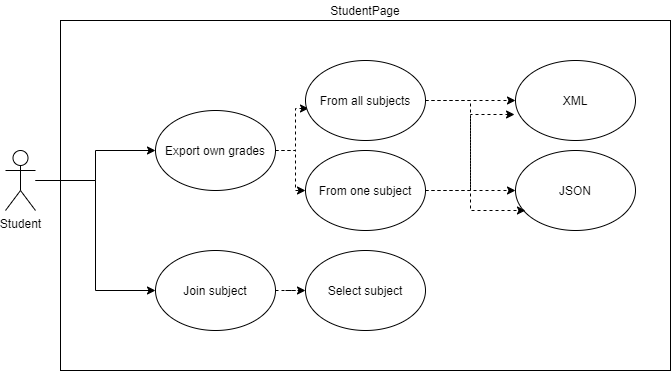 StudentPage
From all subjects
XML
Export own grades
From one subject
JSON
Student
Join subject
Select subject